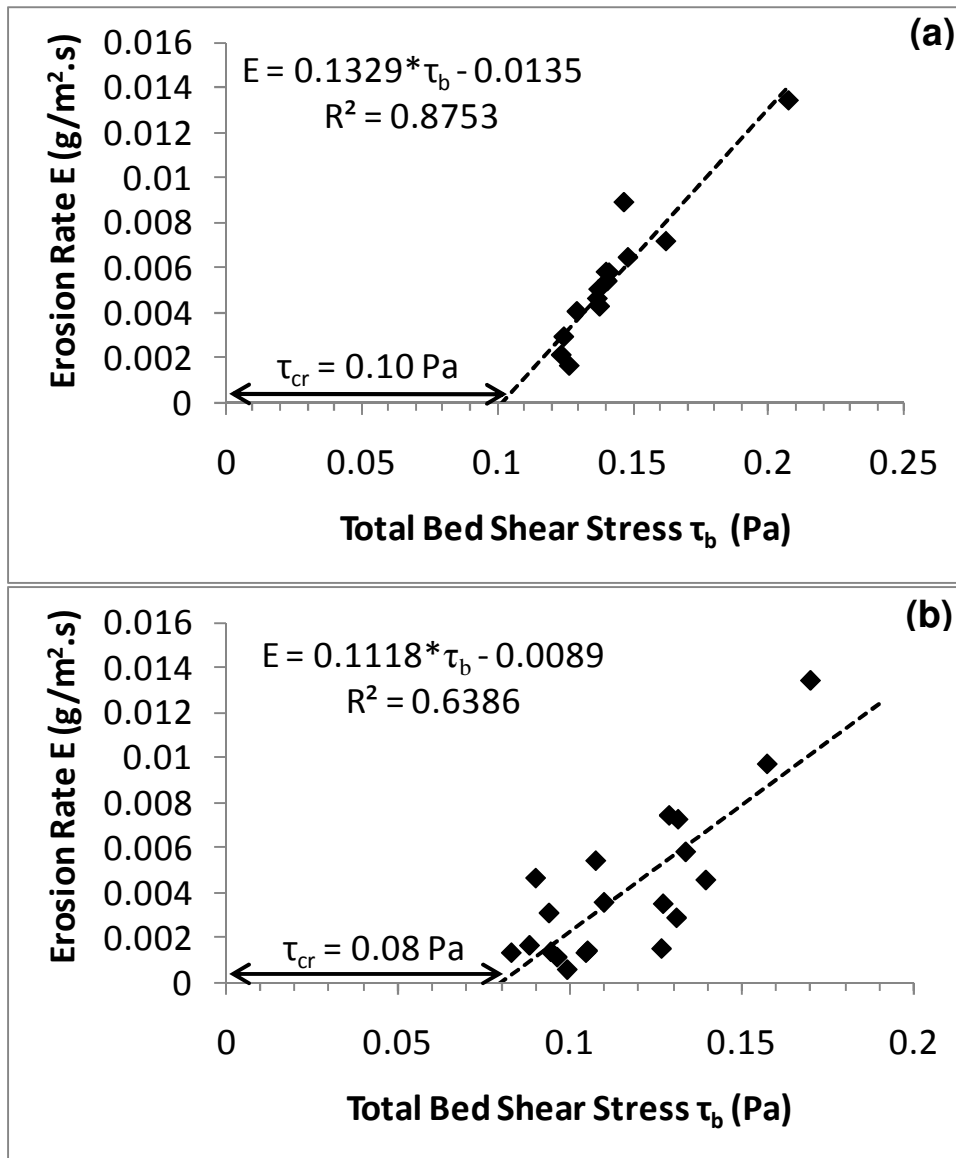 (a)
E = 0.1329*τb - 0.0135
R² = 0.8753
Erosion Rate E (g/m².s)
0.016
0.014
0.012
0.01
0.008
0.006
0.004
0.002
0
τcr = 0.10 Pa
0 0.05 0.1 0.15 0.2 0.25
Total Bed Shear Stress τb (Pa)
(b)
E = 0.1118*τb - 0.0089
R² = 0.6386
Erosion Rate E (g/m².s)
0.016
0.014
0.012
0.01
0.008
0.006
0.004
0.002
0
τcr = 0.08 Pa
0 0.05 0.1 0.15 0.2
Total Bed Shear Stress τb (Pa)